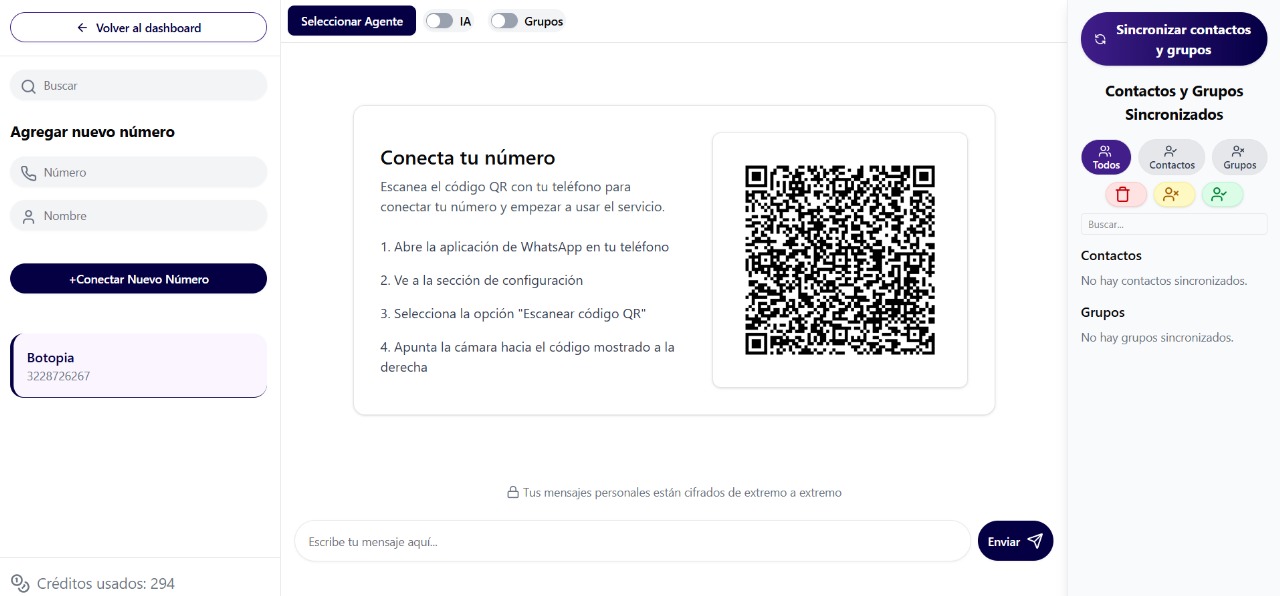 ← Volver al dashboard
Buscar
Agregar nuevo número
Número
Nombre
+Conectar Nuevo Número
Botopia
3228726267
Créditos usados: 294
Seleccionar Agente
IA
Grupos
Conecta tu número
Escanea el código QR con tu teléfono para
conectar tu número y empezar a usar el servicio.
1. Abre la aplicación de WhatsApp en tu teléfono
2. Ve a la sección de configuración
3. Selecciona la opción "Escanear código QR"
4. Apunta la cámara hacia el código mostrado a la
derecha
Tus mensajes personales están cifrados de extremo a extremo
Escribe tu mensaje aquí...
Enviar
Sincronizar contactos
y grupos
Contactos y Grupos
Sincronizados
Todos
Contactos
Grupos
Buscar...
Contactos
No hay contactos sincronizados.
Grupos
No hay grupos sincronizados.